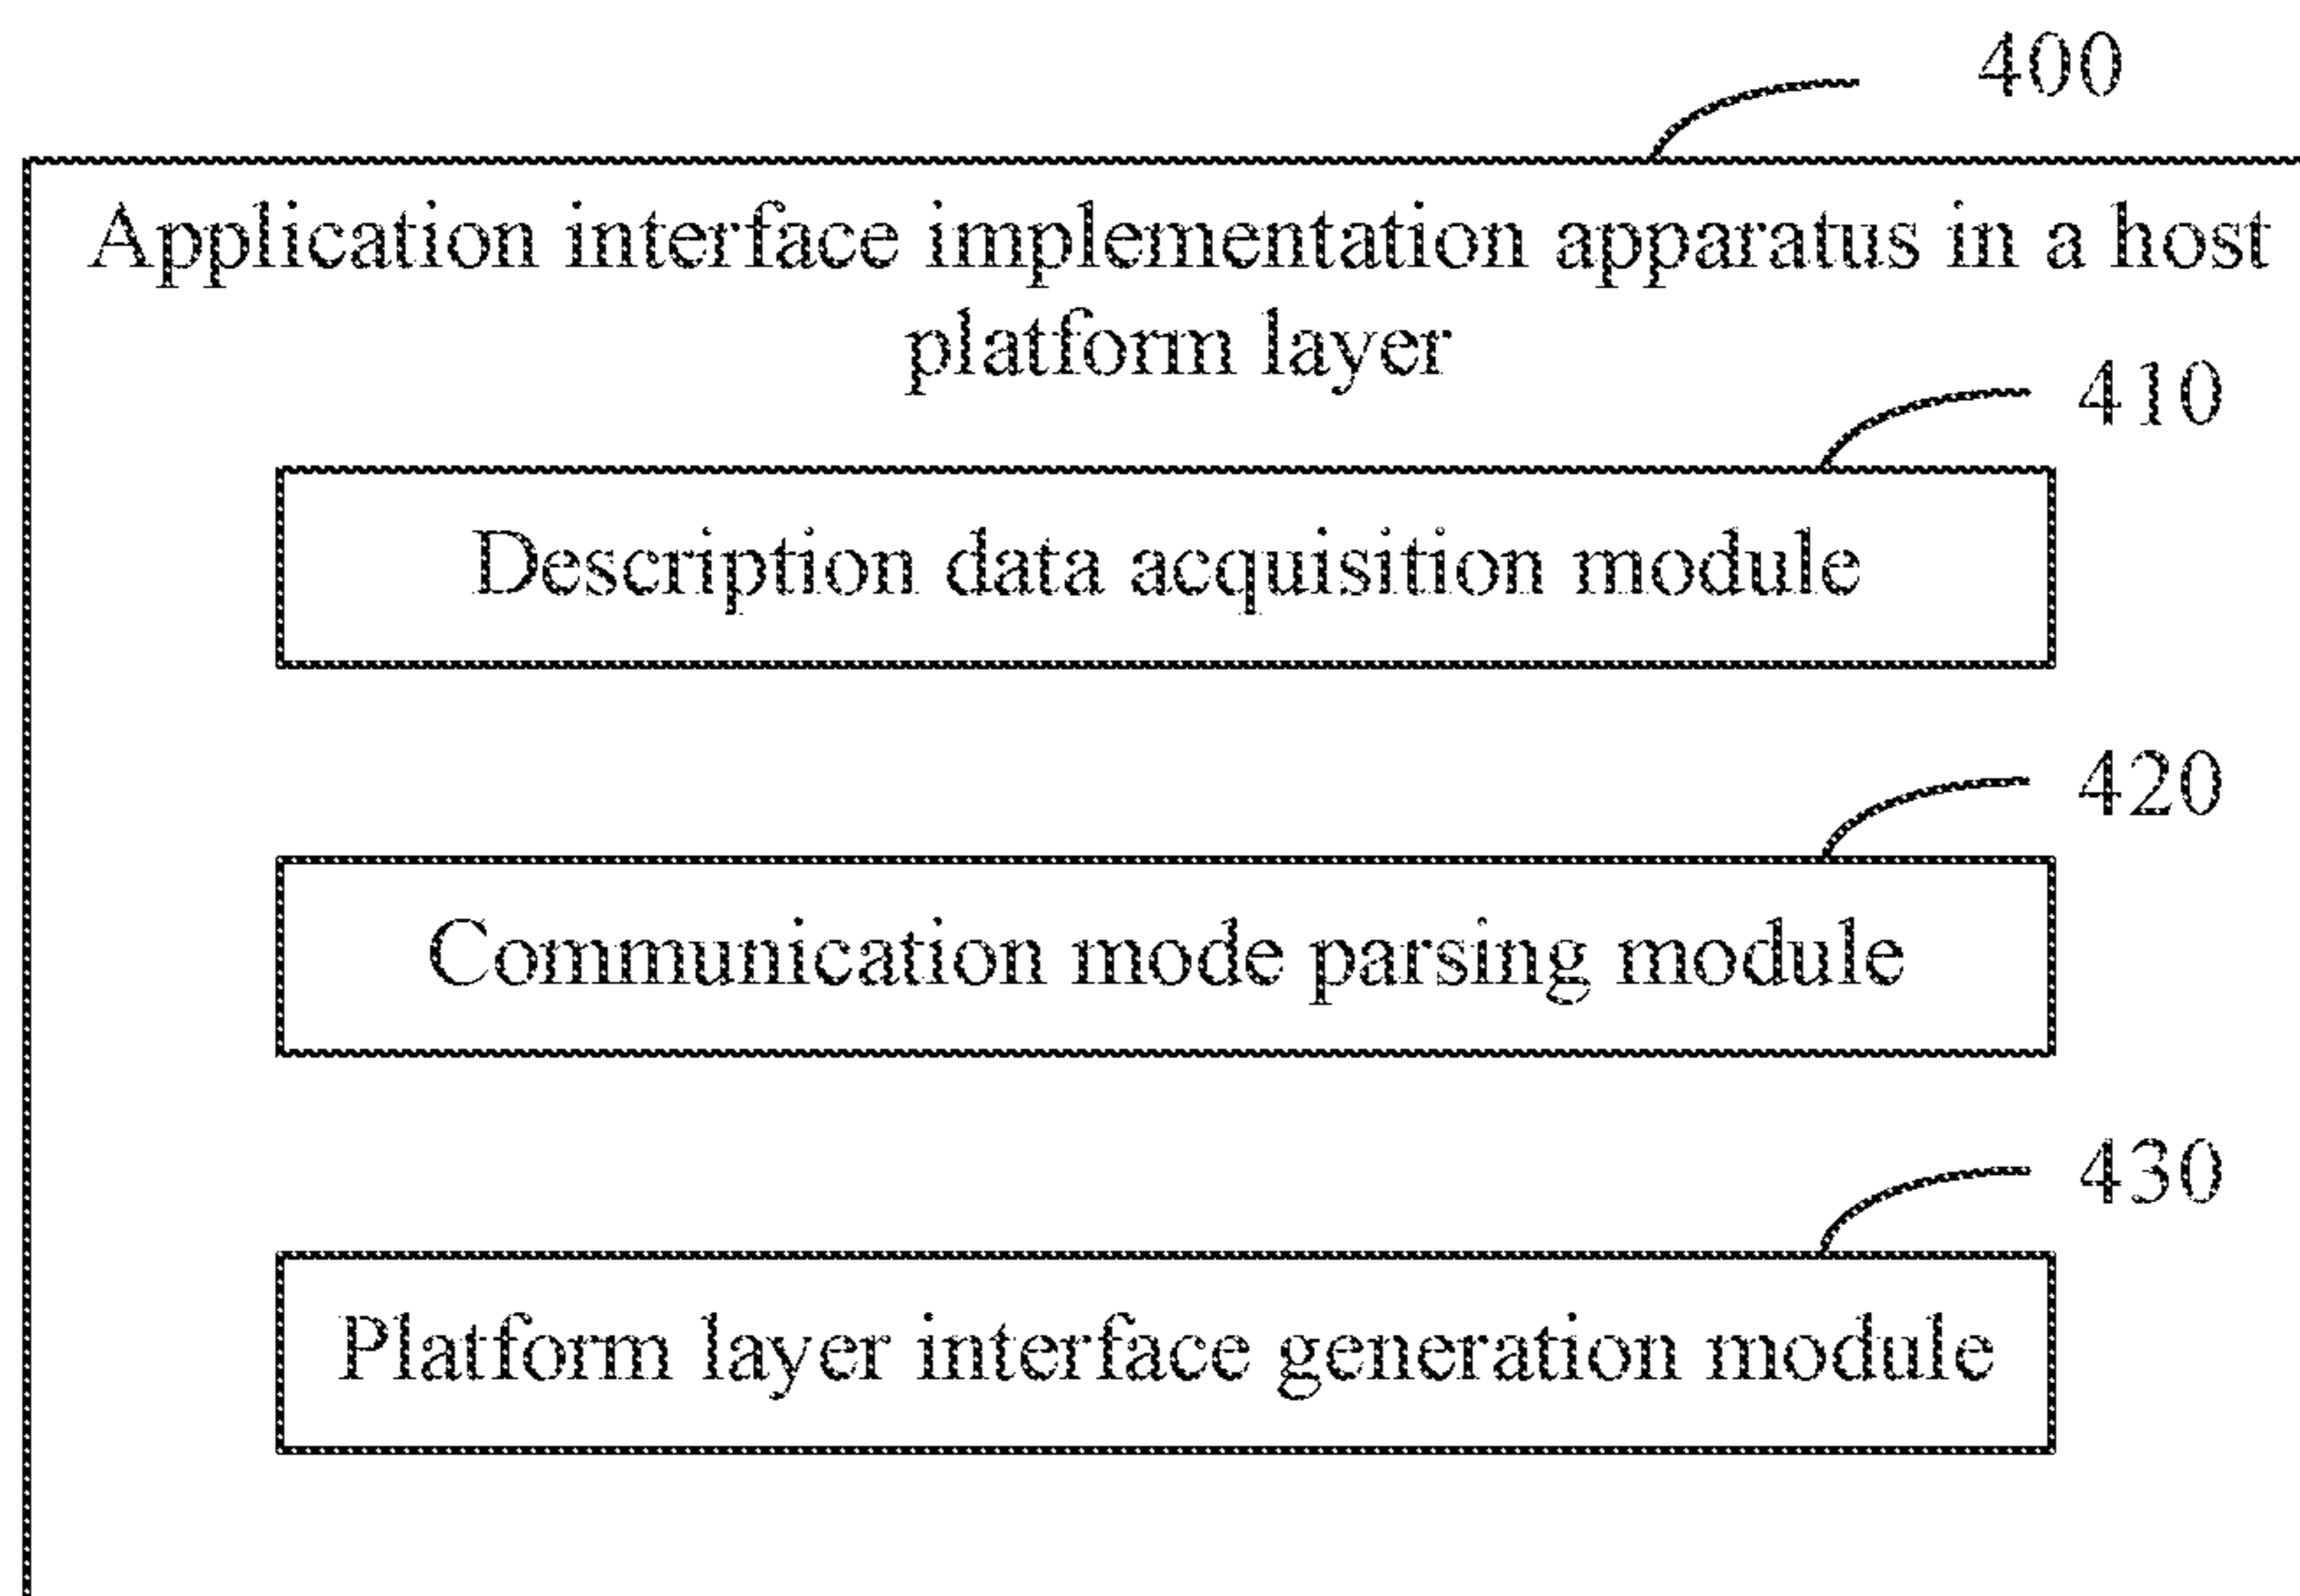 400
Application interface implementation apparatus in a host
platform layer
410
Description data acquisition module
420
Communication mode parsing module
430
Platform layer interface generation module